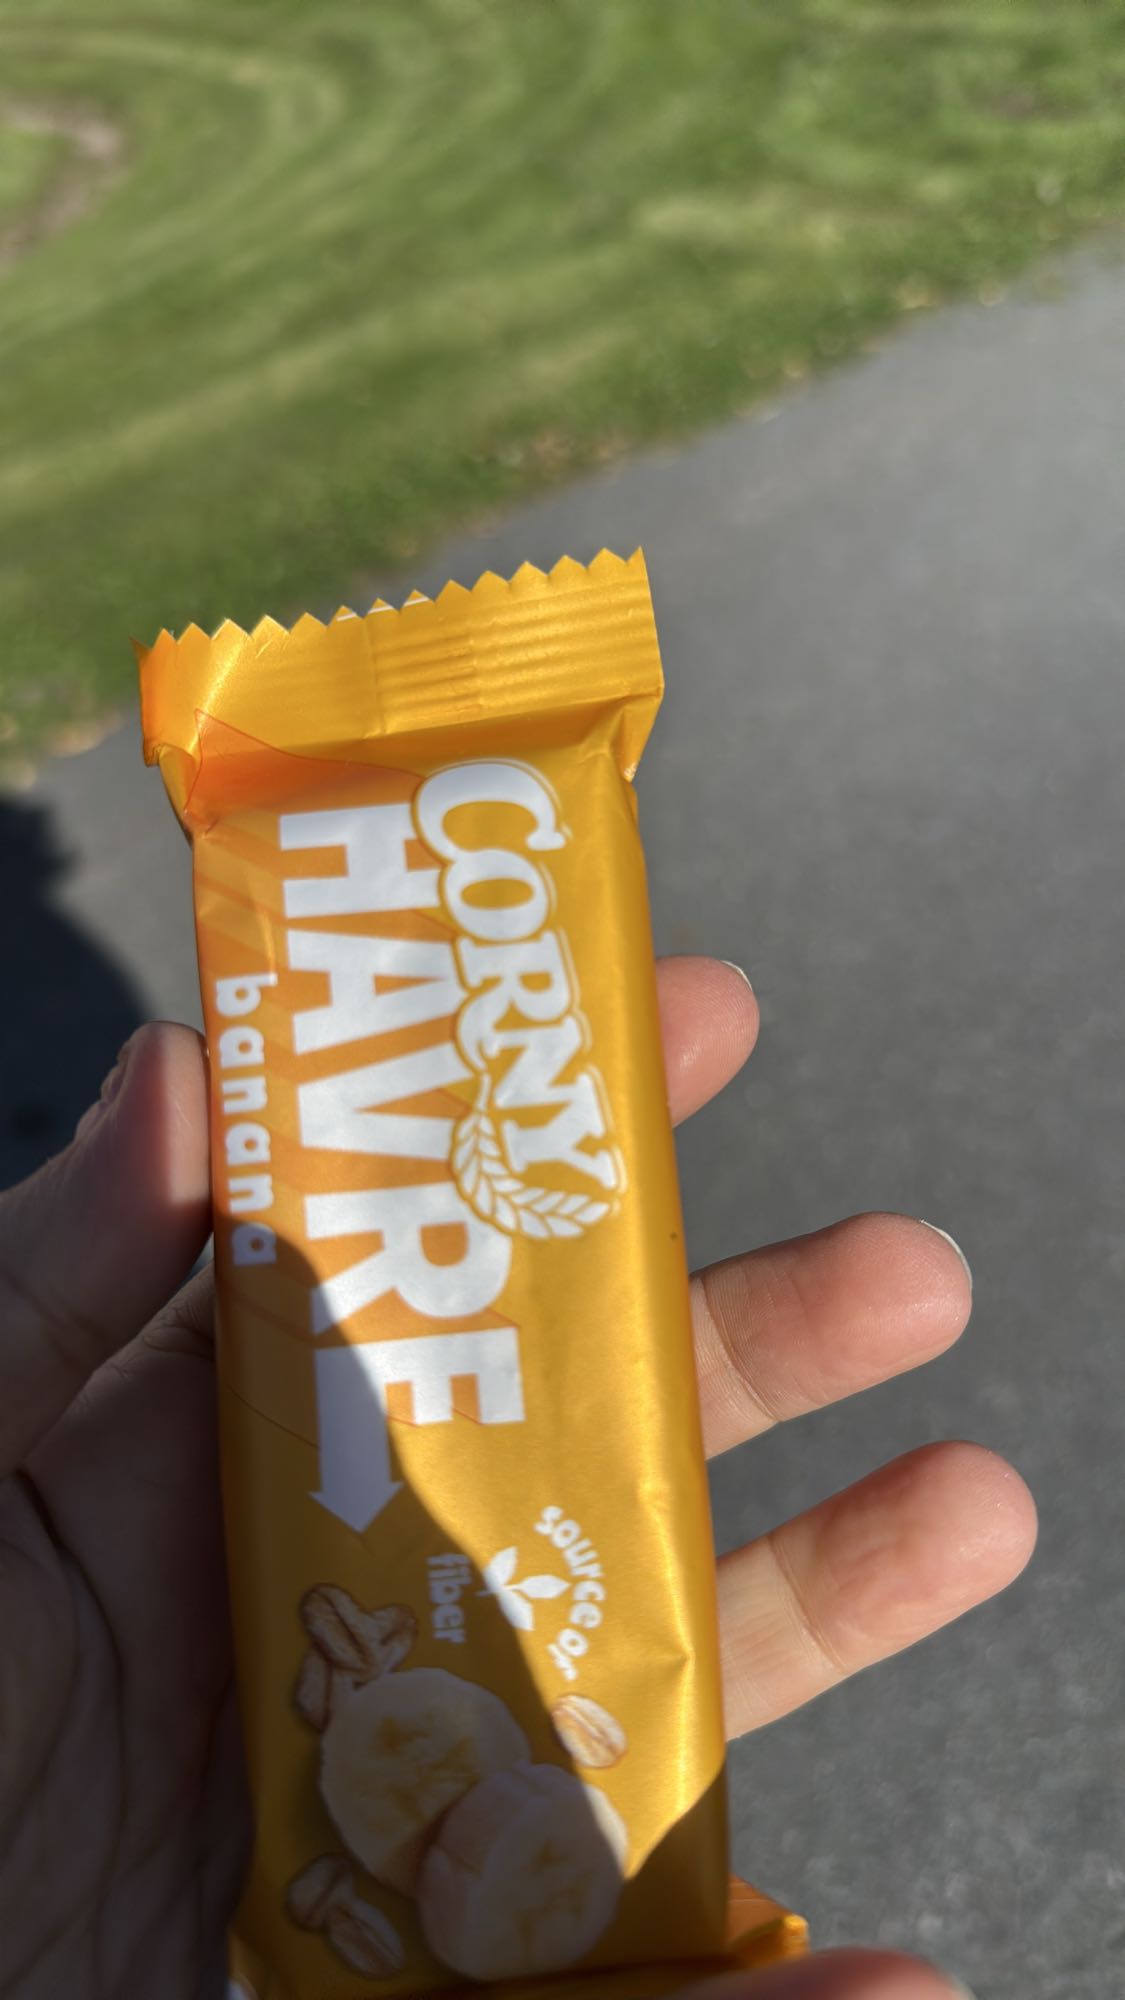 CORNY
HAVRE
banana
source of
fiber